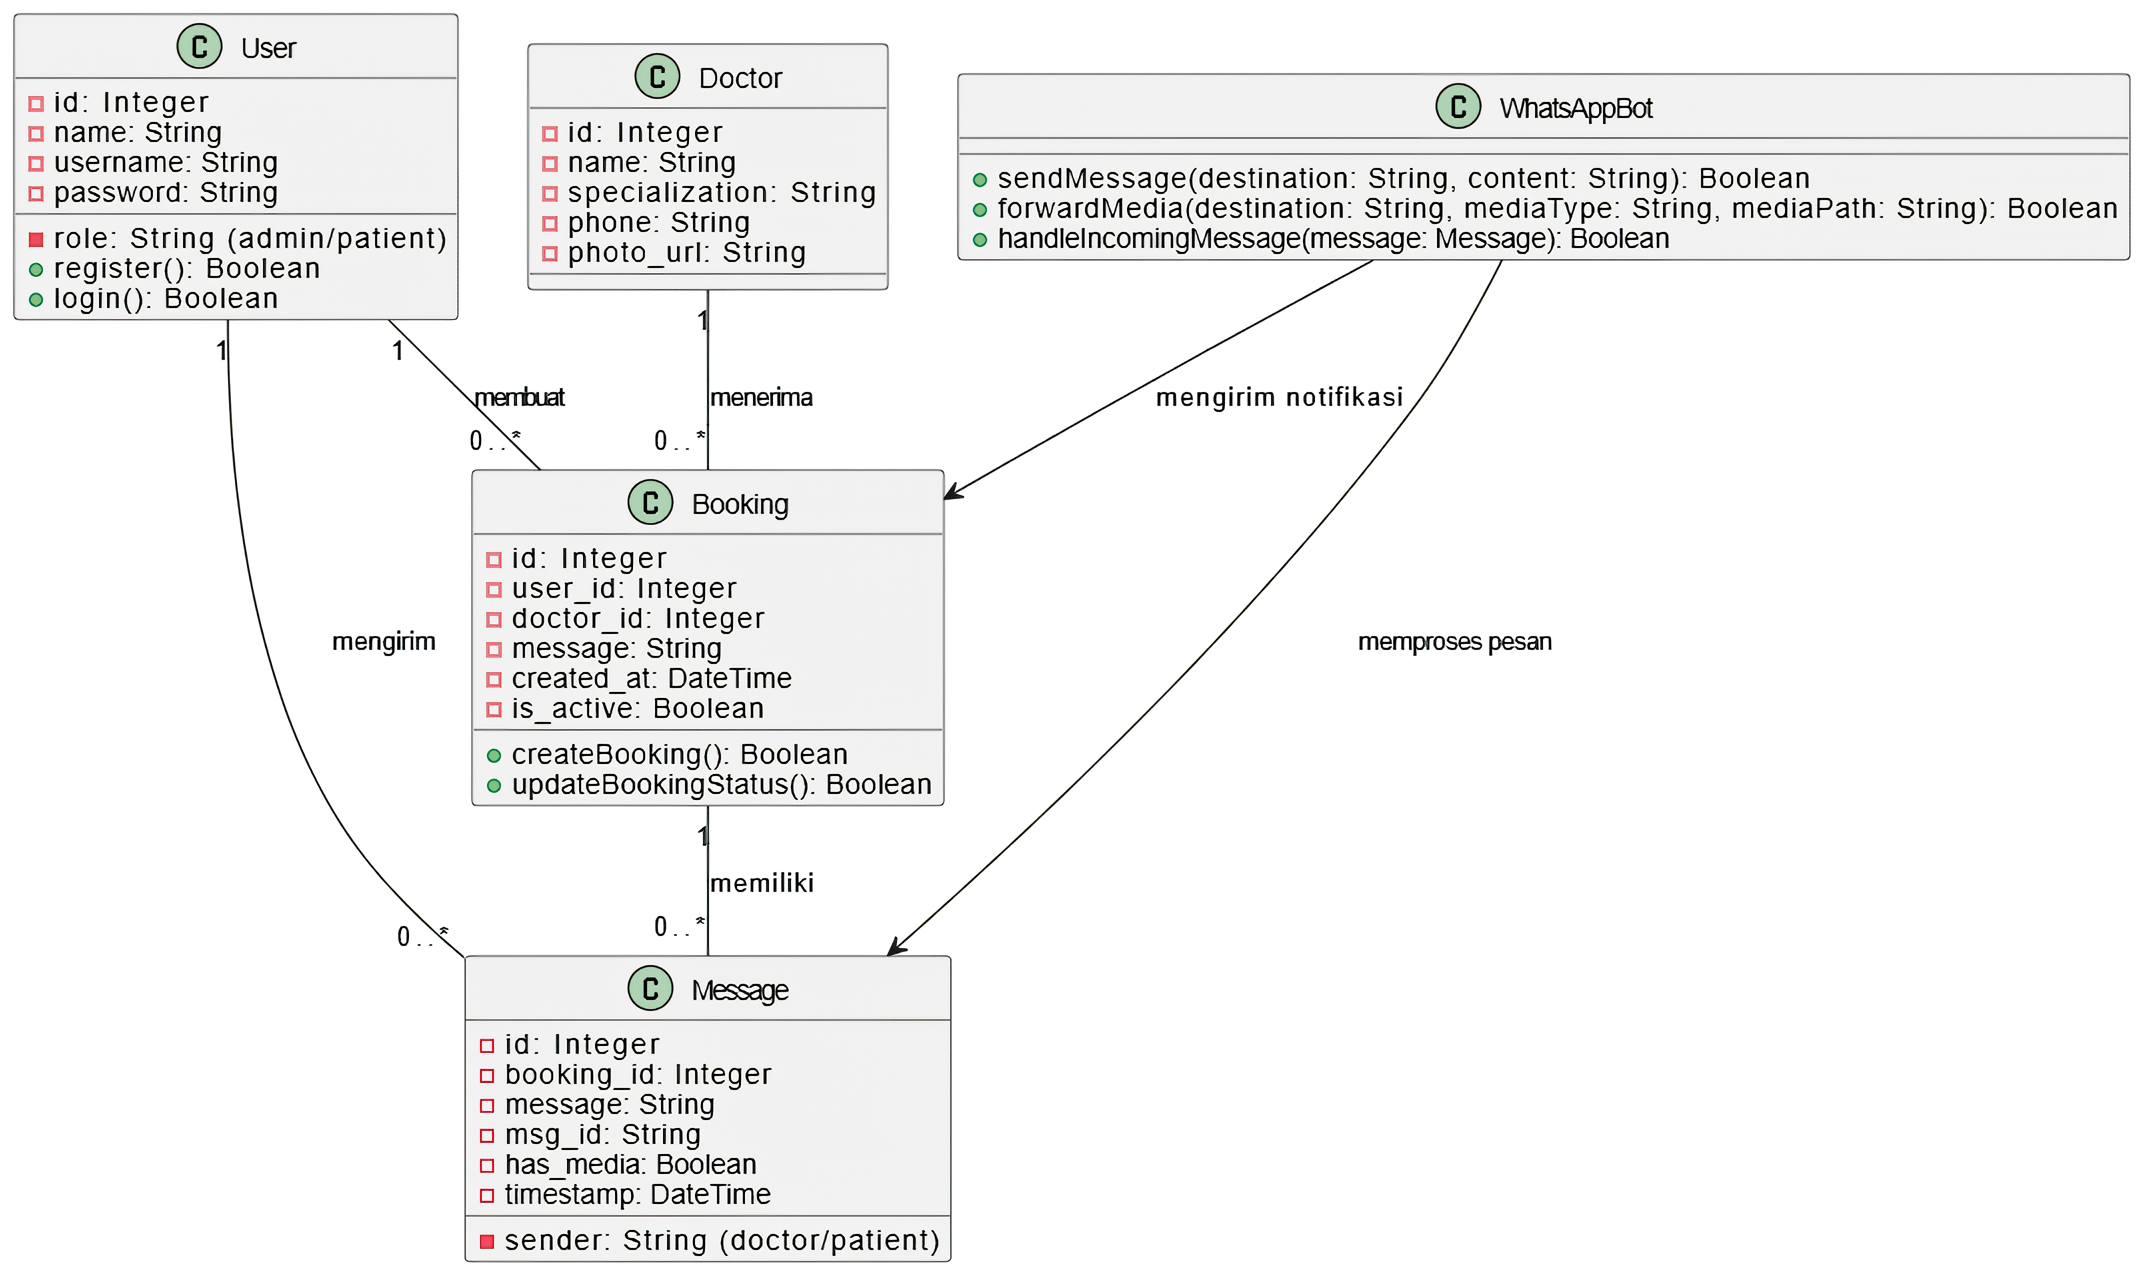 C User
id: Integer
name: String
username: String
password: String
role: String (admin/patient)
register(): Boolean
login(): Boolean
C Doctor
id: Integer
name: String
specialization: String
phone: String
photo_url: String
C WhatsAppBot
sendMessage(destination: String, content: String): Boolean
forwardMedia(destination: String, mediaType: String, mediaPath: String): Boolean
handleIncomingMessage(message: Message): Boolean
1
1
1
membuat
menerima
mengirim notifikasi
0..*
0..*
C Booking
id: Integer
user_id: Integer
doctor_id: Integer
message: String
created_at: DateTime
is_active: Boolean
createBooking(): Boolean
updateBookingStatus(): Boolean
mengirim
memproses pesan
1
memiliki
0..*
0..*
C Message
id: Integer
booking_id: Integer
message: String
msg_id: String
has_media: Boolean
timestamp: DateTime
sender: String (doctor/patient)